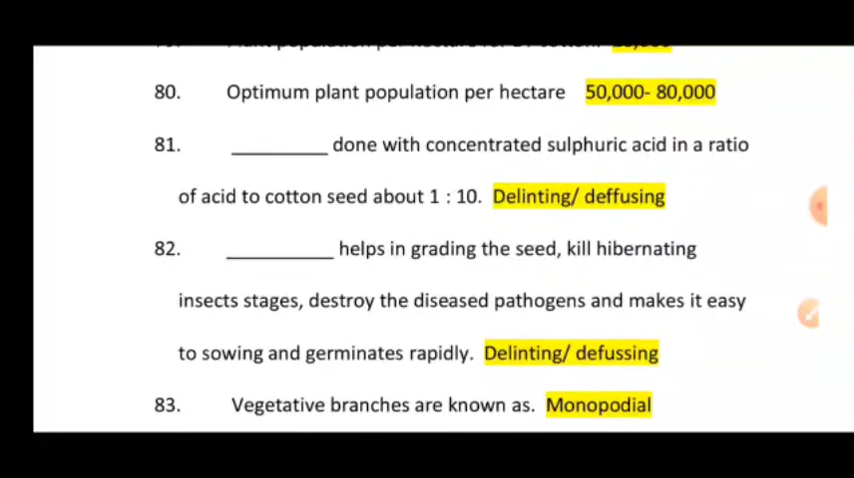 80. Optimum plant population per hectare 50,000- 80,000
81. __________ done with concentrated sulphuric acid in a ratio
of acid to cotton seed about 1 : 10. Delinting/ deffusing
82. ___________ helps in grading the seed, kill hibernating
insects stages, destroy the diseased pathogens and makes it easy
to sowing and germinates rapidly. Delinting/ defussing
83. Vegetative branches are known as. Monopodial